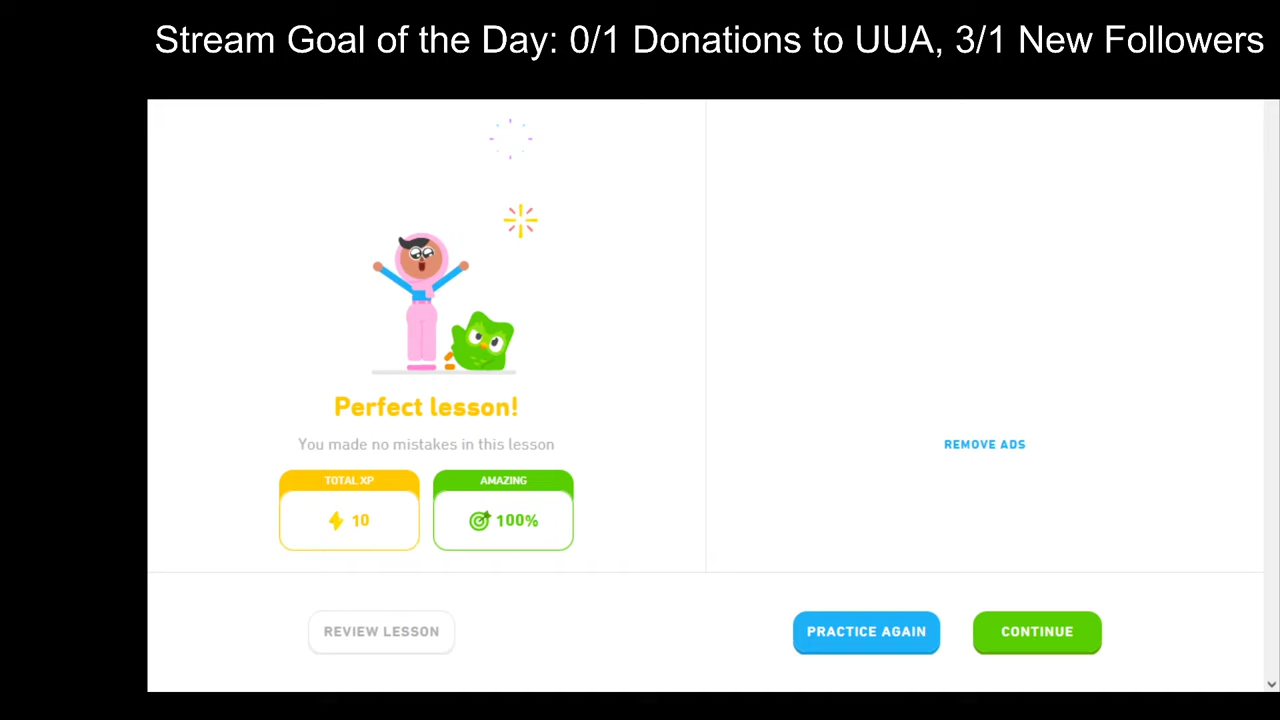 Stream Goal of the Day: 0/1 Donations to UUA, 3/1 New Followers
Perfect lesson!
You made no mistakes in this lesson
TOTAL XP
10
AMAZING
100%
REMOVE ADS
REVIEW LESSON
PRACTICE AGAIN
CONTINUE